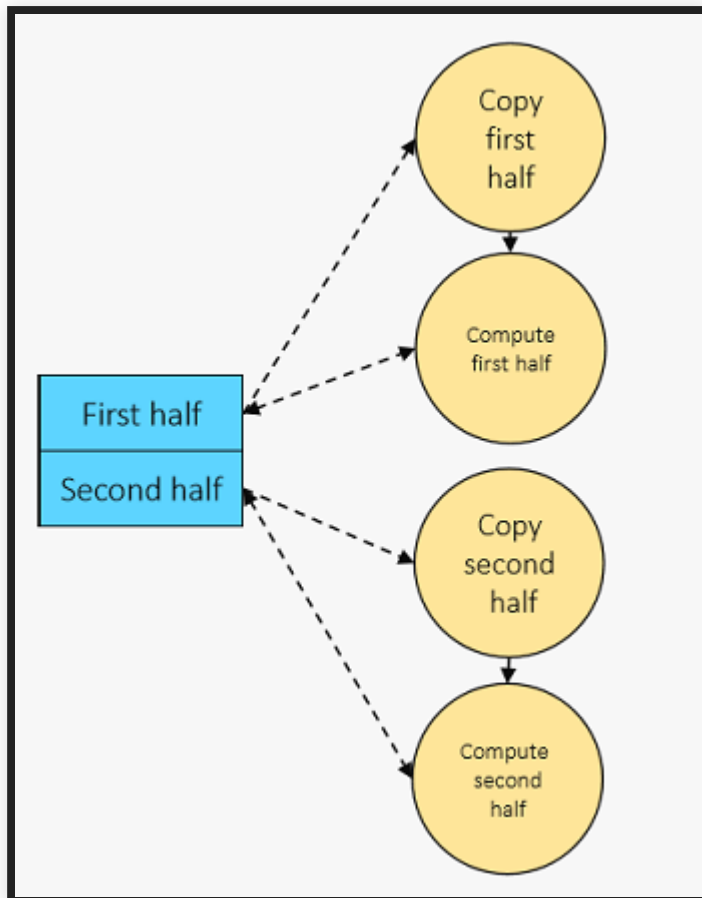 Copy
first
half
Compute
first half
First half
Second half
Copy
second
half
Compute
second
half